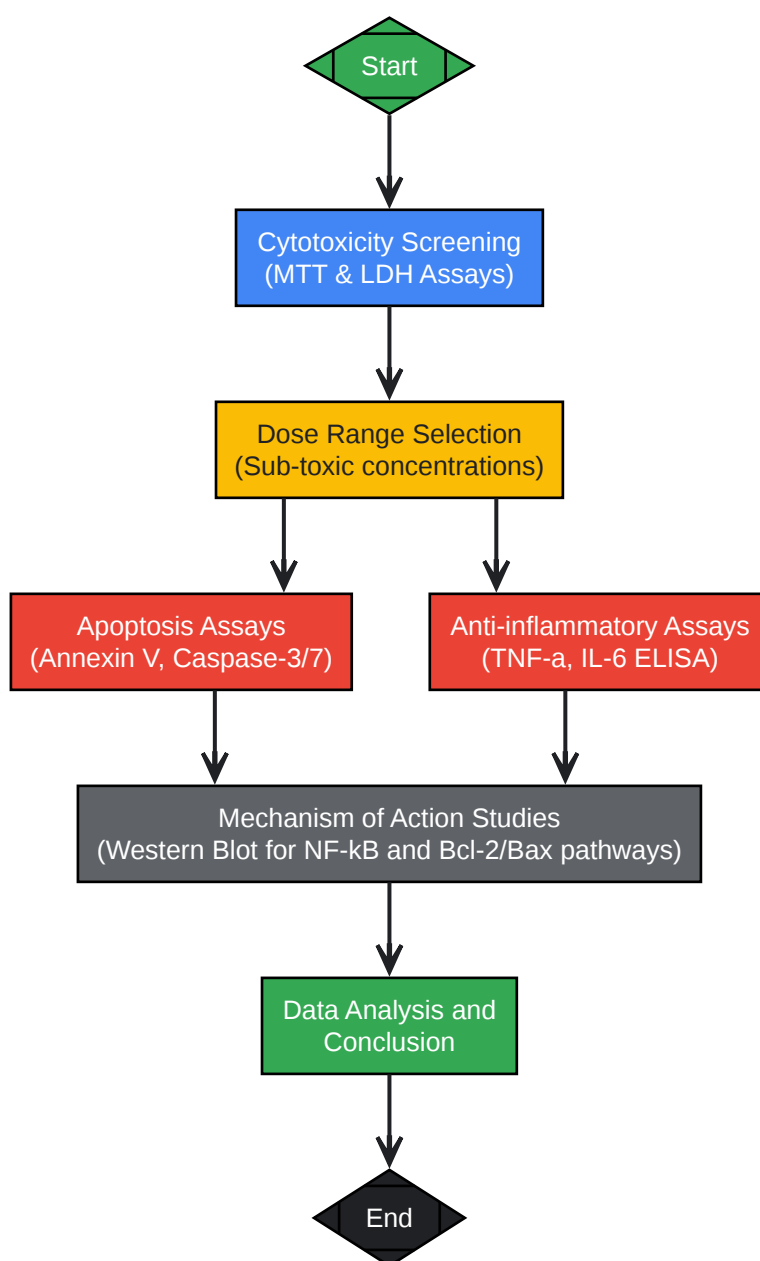 Start
Cytotoxicity Screening
(MTT & LDH Assays)
Dose Range Selection
(Sub-toxic concentrations)
Apoptosis Assays
(Annexin V, Caspase-3/7)
Anti-inflammatory Assays
(TNF-a, IL-6 ELISA)
Mechanism of Action Studies
(Western Blot for NF-kB and Bcl-2/Bax pathways)
Data Analysis and
Conclusion
End